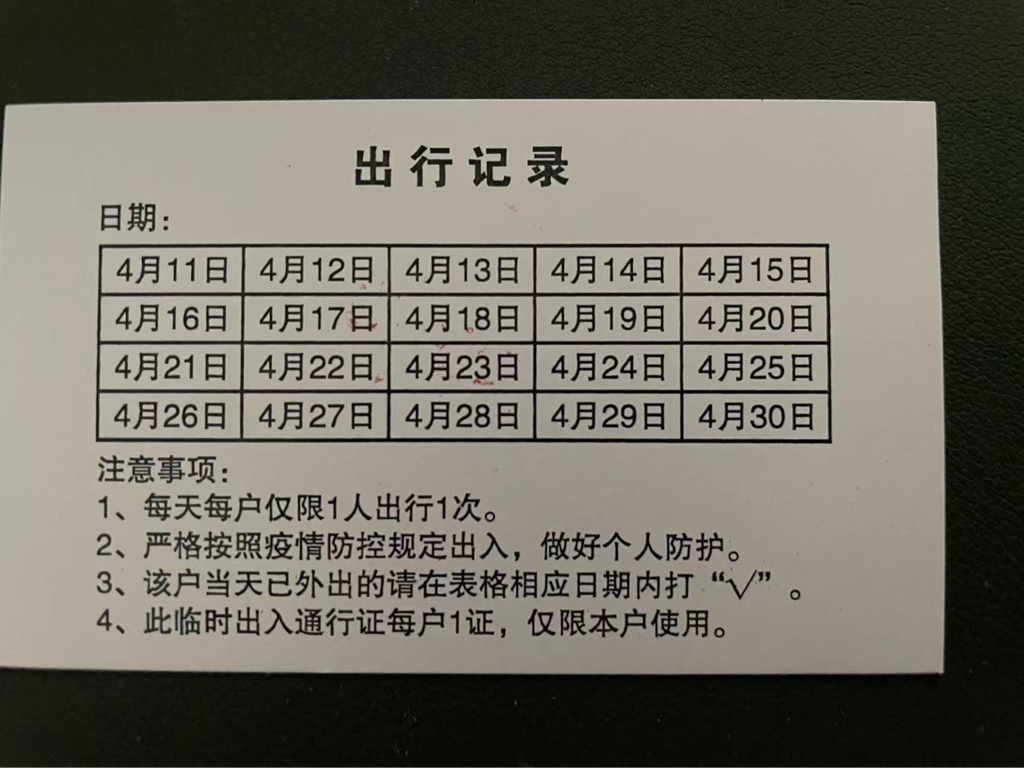 出行记录
日期:
4月11日 4月12日 4月13日 4月14日 4月15日
4月16日 4月17日 4月18日 4月19日 4月20日
4月21日 4月22日 4月23日 4月24日 4月25日
4月26日 4月27日 4月28日 4月29日 4月30日
注意事项:
1、每天每户仅限1人出行1次。
2、严格按照疫情防控规定出入，做好个人防护。
3、该户当天已外出的请在表格相应日期内打“√”。
4、此临时出入通行证每户1证，仅限本户使用。